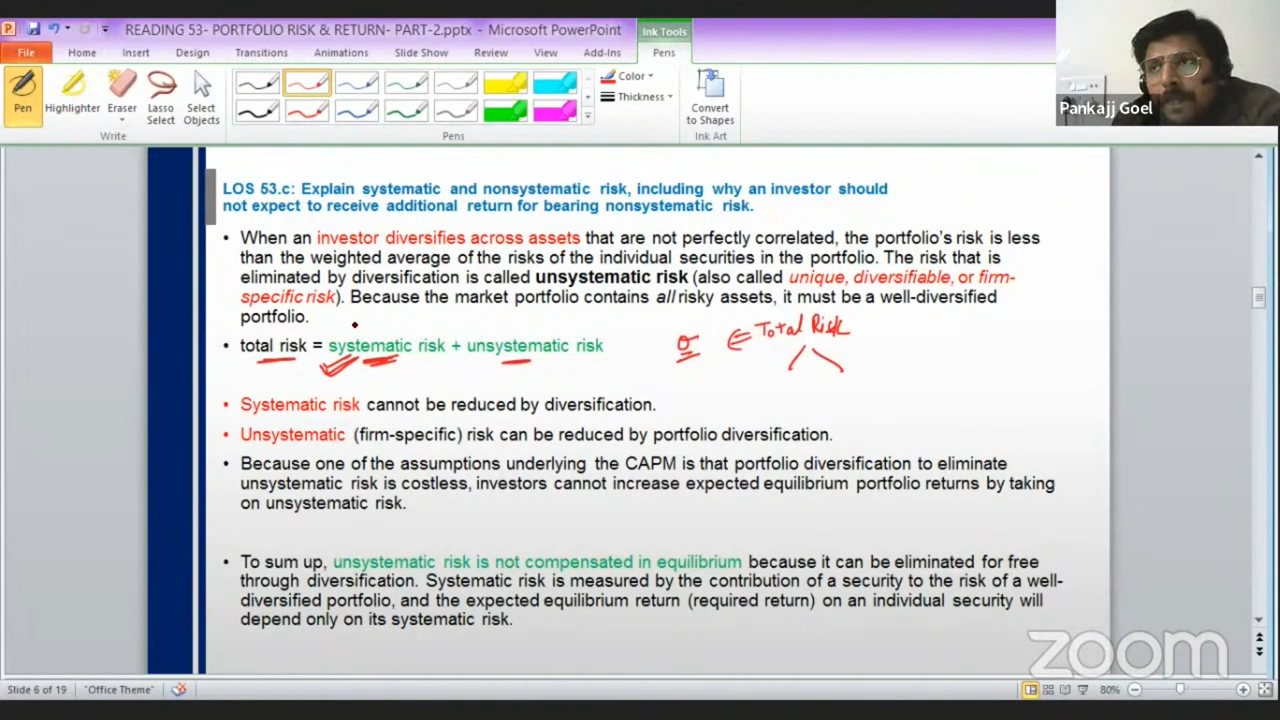 READING 53- PORTFOLIO RISK & RETURN- PART-2.pptx - Microsoft PowerPoint
Ink Tools
File Home Insert Design Transitions Animations Slide Show Review View Add-Ins Pens
Pen
Highlighter
Eraser
Lasso Select
Select Objects
Color
Thickness
Convert to Shapes
Write
Pens
Ink Art
Pankajj Goel
LOS 53.c: Explain systematic and nonsystematic risk, including why an investor should
not expect to receive additional return for bearing nonsystematic risk.
• When an investor diversifies across assets that are not perfectly correlated, the portfolio's risk is less
than the weighted average of the risks of the individual securities in the portfolio. The risk that is
eliminated by diversification is called unsystematic risk (also called unique, diversifiable, or firm-
specific risk). Because the market portfolio contains all risky assets, it must be a well-diversified
portfolio.
• total risk = systematic risk + unsystematic risk
σ ⇐ Total Risk
• Systematic risk cannot be reduced by diversification.
• Unsystematic (firm-specific) risk can be reduced by portfolio diversification.
• Because one of the assumptions underlying the CAPM is that portfolio diversification to eliminate
unsystematic risk is costless, investors cannot increase expected equilibrium portfolio returns by taking
on unsystematic risk.
• To sum up, unsystematic risk is not compensated in equilibrium because it can be eliminated for free
through diversification. Systematic risk is measured by the contribution of a security to the risk of a well-
diversified portfolio, and the expected equilibrium return (required return) on an individual security will
depend only on its systematic risk.
zoom
Slide 6 of 19 "Office Theme" 80%